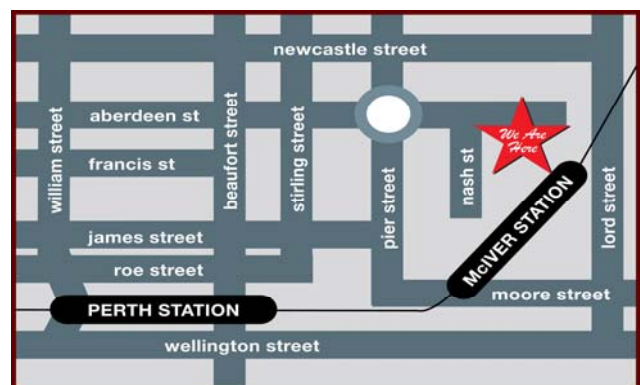 newcastle street
aberdeen st
francis st
james street
roe street
william street
beaufort street
stirling street
pier street
nash st
We Are
Here
lord street
McIVER STATION
moore street
PERTH STATION
wellington street